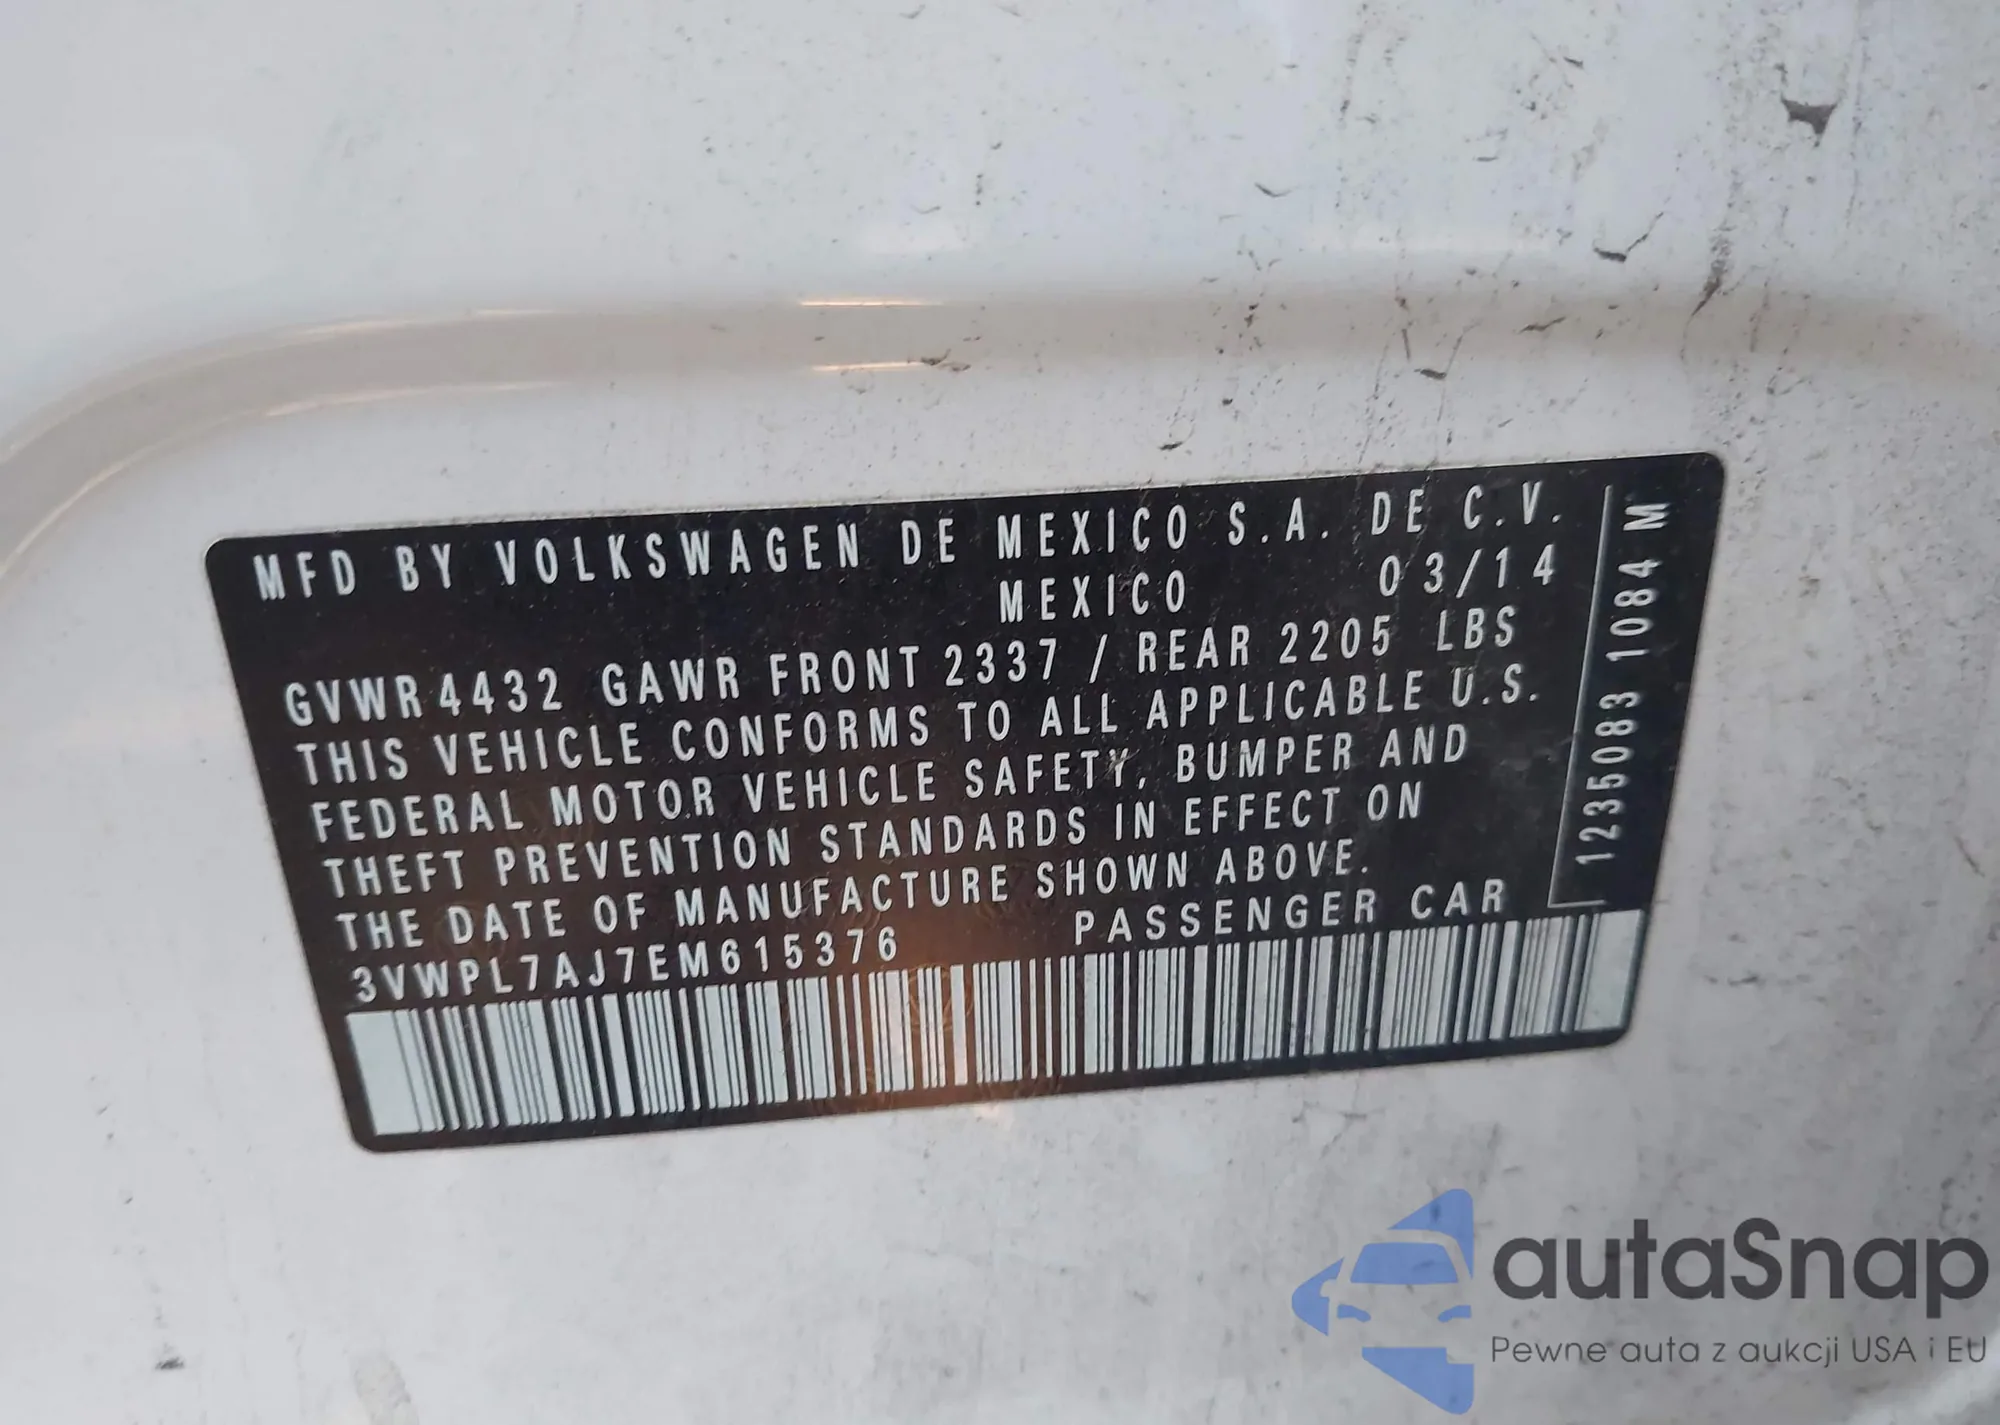 MFD BY VOLKSWAGEN DE MEXICO S.A. DE C.V.
MEXICO 03/14
GVWR 4432 GAWR FRONT 2337 / REAR 2205 LBS
THIS VEHICLE CONFORMS TO ALL APPLICABLE U.S.
FEDERAL MOTOR VEHICLE SAFETY, BUMPER AND
THEFT PREVENTION STANDARDS IN EFFECT ON
THE DATE OF MANUFACTURE SHOWN ABOVE.
3VWPL7AJ7EM615376 PASSENGER CAR
1235083 1084 M
autaSnap
Pewne auta z aukcji USA i EU